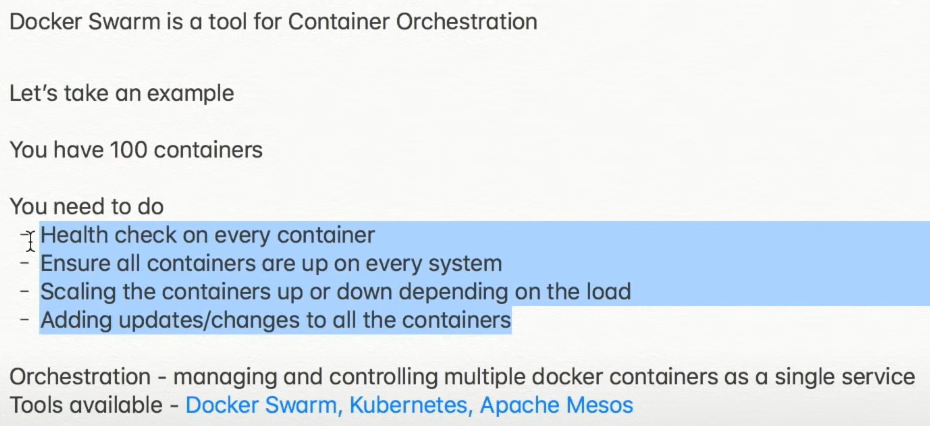 Docker Swarm is a tool for Container Orchestration
Let's take an example
You have 100 containers
You need to do
- Health check on every container
- Ensure all containers are up on every system
- Scaling the containers up or down depending on the load
- Adding updates/changes to all the containers
Orchestration - managing and controlling multiple docker containers as a single service
Tools available - Docker Swarm, Kubernetes, Apache Mesos